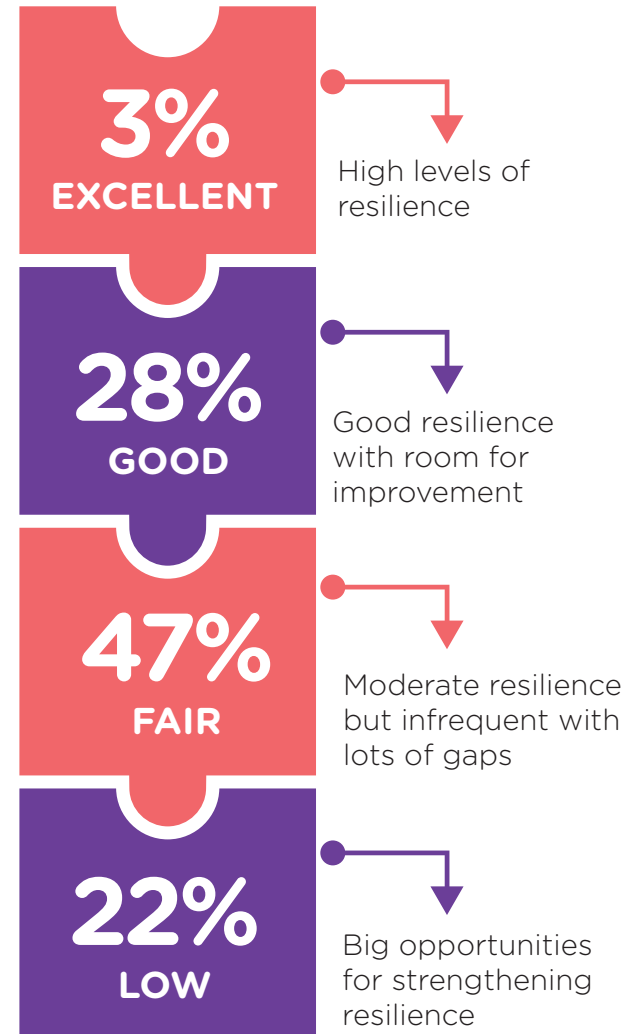 3%
EXCELLENT
High levels of
resilience
28%
GOOD
Good resilience
with room for
improvement
47%
FAIR
Moderate resilience
but infrequent with
lots of gaps
22%
LOW
Big opportunities
for strengthening
resilience